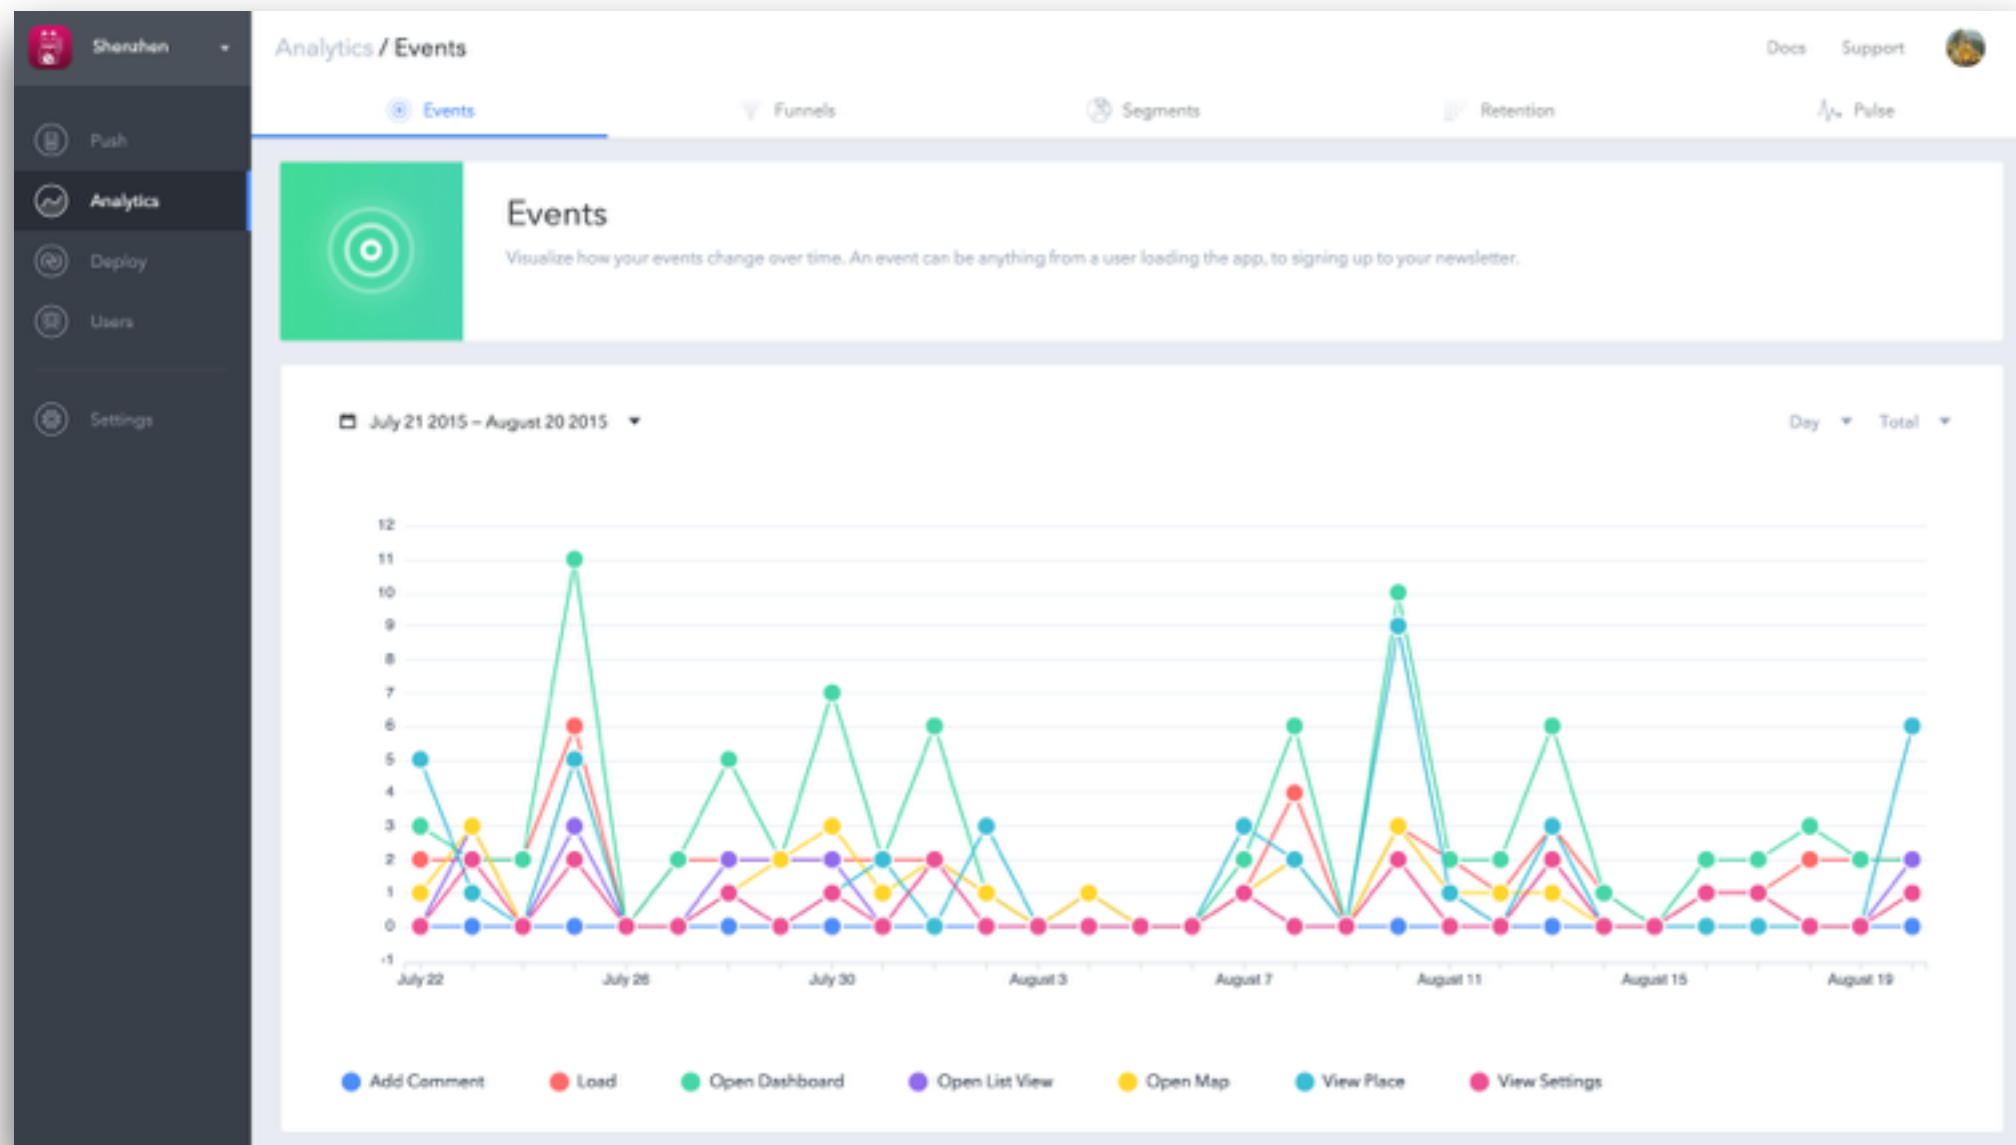 Shenzhen
Analytics / Events
Docs
Support
Events
Funnels
Segments
Retention
Pulse
Push
Analytics
Deploy
Users
Settings
Events
Visualize how your events change over time. An event can be anything from a user loading the app, to signing up to your newsletter.
July 21 2015 – August 20 2015
Day
Total
12
11
10
9
8
7
6
5
4
3
2
1
0
-1
July 22
July 26
July 30
August 3
August 7
August 11
August 15
August 19
Add Comment
Load
Open Dashboard
Open List View
Open Map
View Place
View Settings